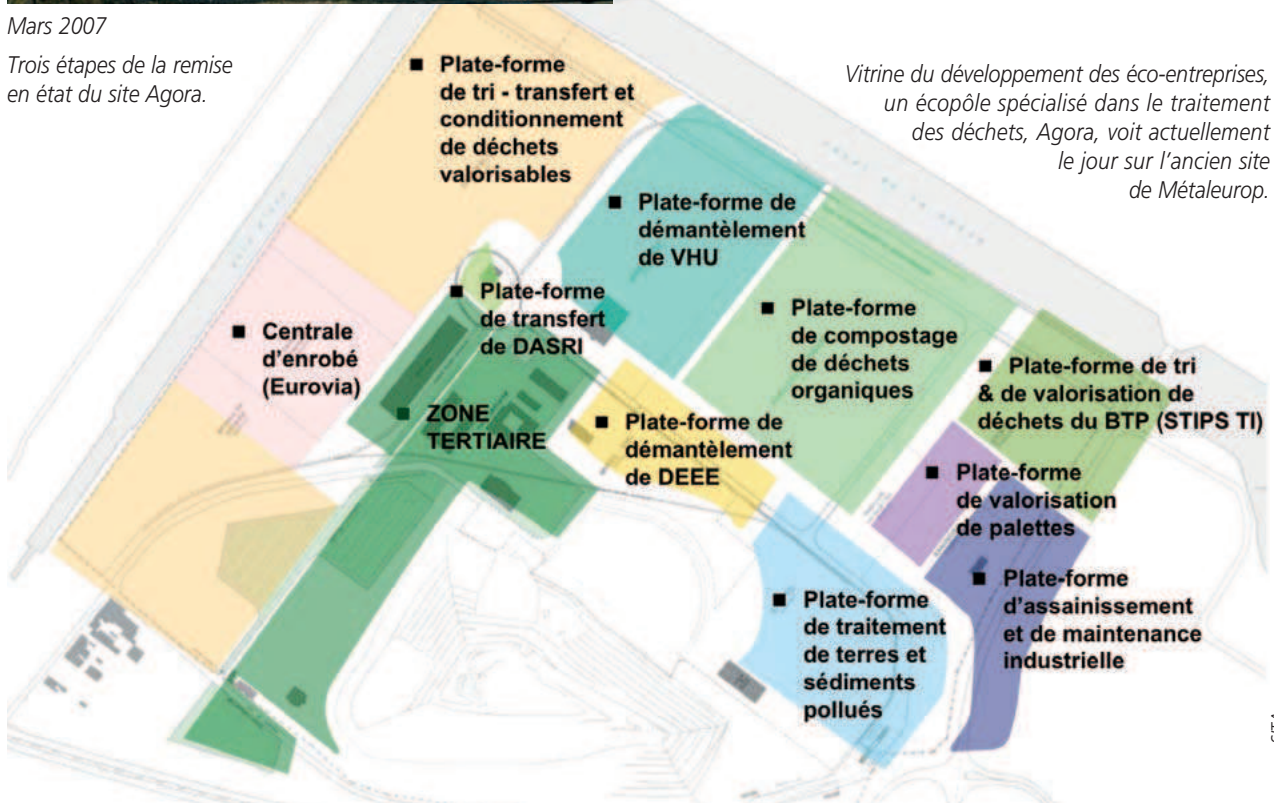 Mars 2007
Trois étapes de la remise
en état du site Agora.
Vitrine du développement des éco-entreprises,
un écopôle spécialisé dans le traitement
des déchets, Agora, voit actuellement
le jour sur l'ancien site
de Métaleurop.
■ Plate-forme
de tri - transfert et
conditionnement
de déchets
valorisables
■ Plate-forme de
démantèlement
de VHU
■ Plate-forme
de transfert
de DASRI
■ Centrale
d'enrobé
(Eurovia)
■ Plate-forme
de compostage
de déchets
organiques
■ Plate-forme de tri
& de valorisation de
déchets du BTP (STIPS TI)
■ ZONE
TERTIAIRE
■ Plate-forme de
démantèlement
de DEEE
■ Plate-forme
de valorisation
de palettes
■ Plate-forme
de traitement
de terres et
sédiments
pollués
■ Plate-forme
d'assainissement
et de maintenance
industrielle
SITA